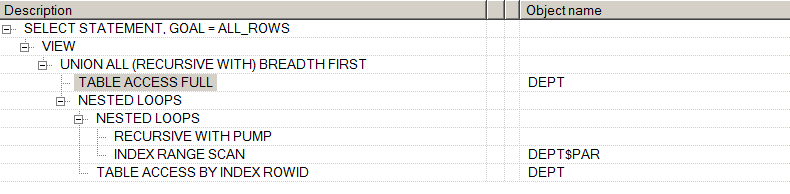 Description Object name
SELECT STATEMENT, GOAL = ALL_ROWS
VIEW
UNION ALL (RECURSIVE WITH) BREADTH FIRST
TABLE ACCESS FULL DEPT
NESTED LOOPS
NESTED LOOPS
RECURSIVE WITH PUMP
INDEX RANGE SCAN DEPT$PAR
TABLE ACCESS BY INDEX ROWID DEPT